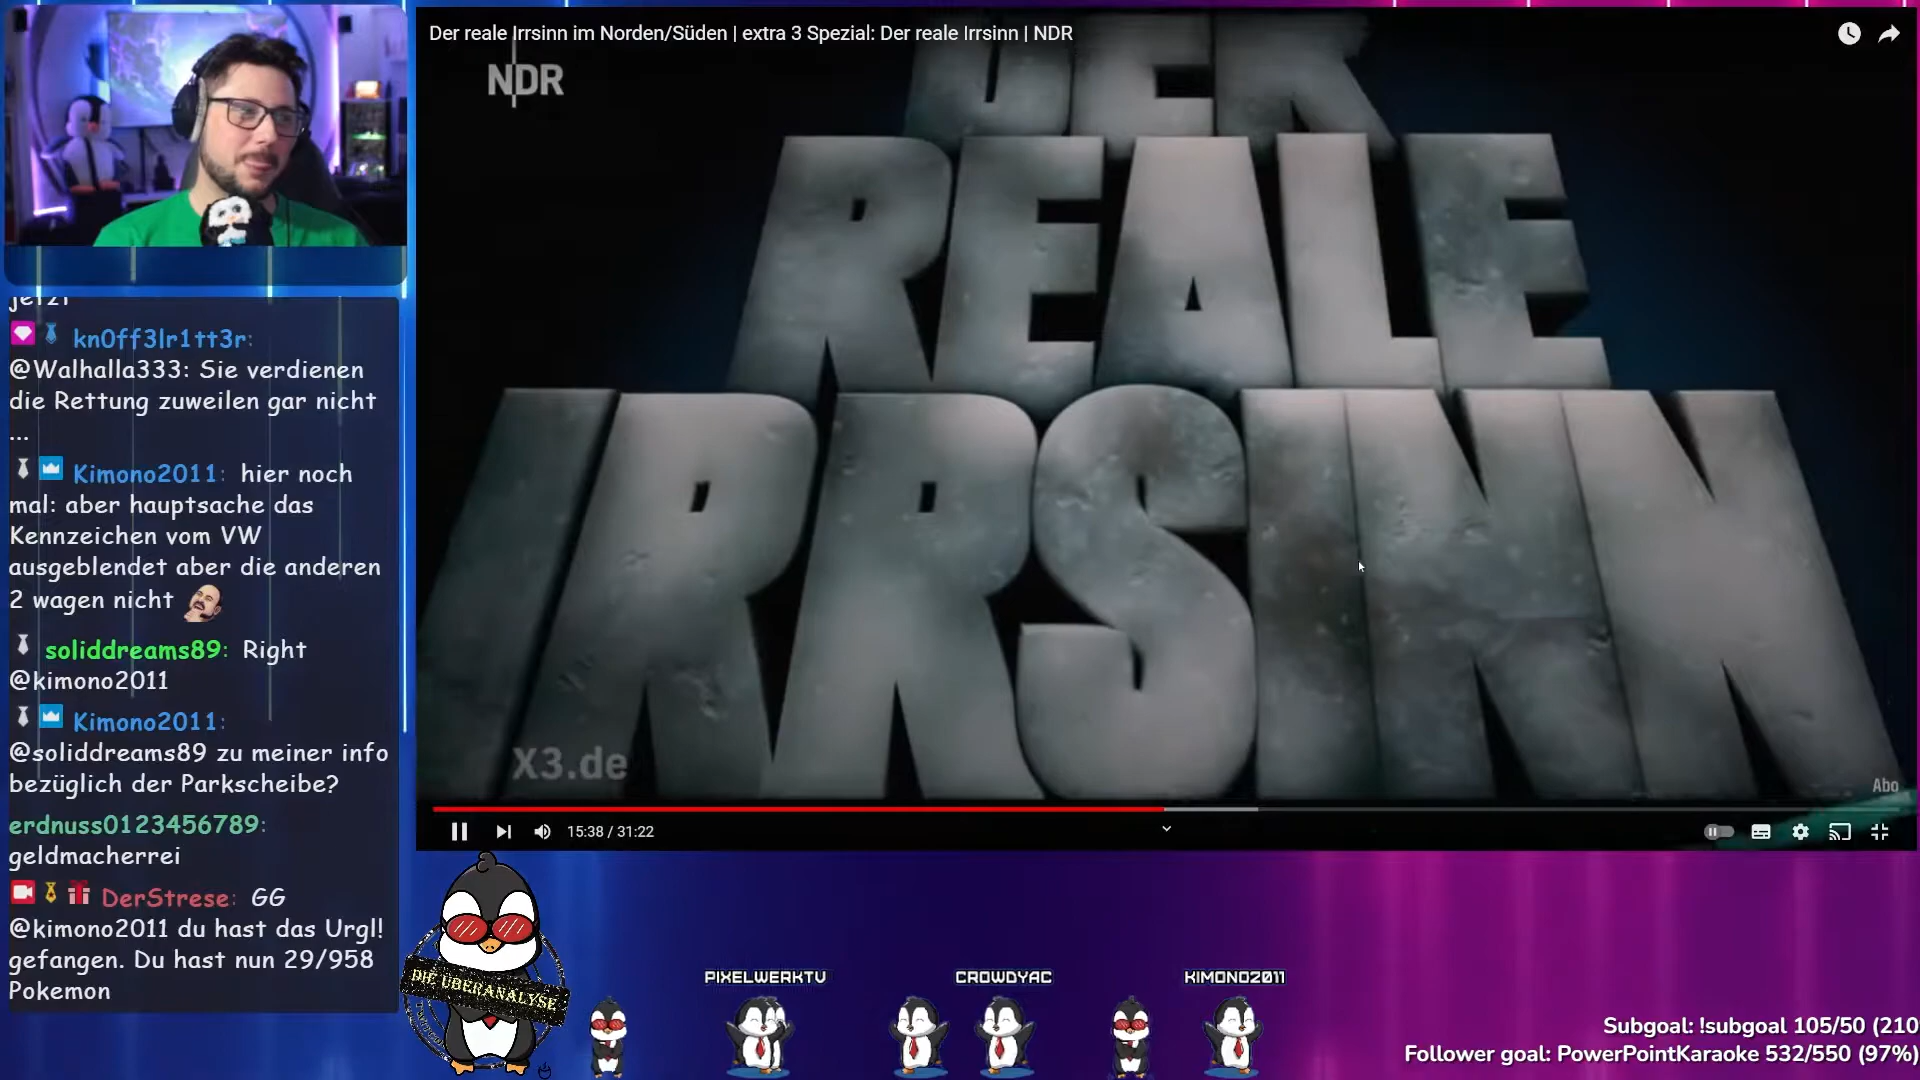 Der reale Irrsinn im Norden/Süden | extra 3 Spezial: Der reale Irrsinn | NDR
NDR
DER
REALE
IRRSINN
X3.de
Abo
15:38 / 31:22
jetzt
kn0ff3lr1tt3r:
@Walhalla333: Sie verdienen
die Rettung zuweilen gar nicht
...
Kimono2011: hier noch
mal: aber hauptsache das
Kennzeichen vom VW
ausgeblendet aber die anderen
2 wagen nicht
soliddreams89: Right
@kimono2011
Kimono2011:
@soliddreams89 zu meiner info
bezüglich der Parkscheibe?
erdnuss0123456789:
geldmacherrei
DerStrese: GG
@kimono2011 du hast das Urgl!
gefangen. Du hast nun 29/958
Pokemon
DIE ÜBERANALYSE
PIXELWERKTV
CROWDYAC
KIMONO2011
Subgoal: !subgoal 105/50 (210
Follower goal: PowerPointKaraoke 532/550 (97%)